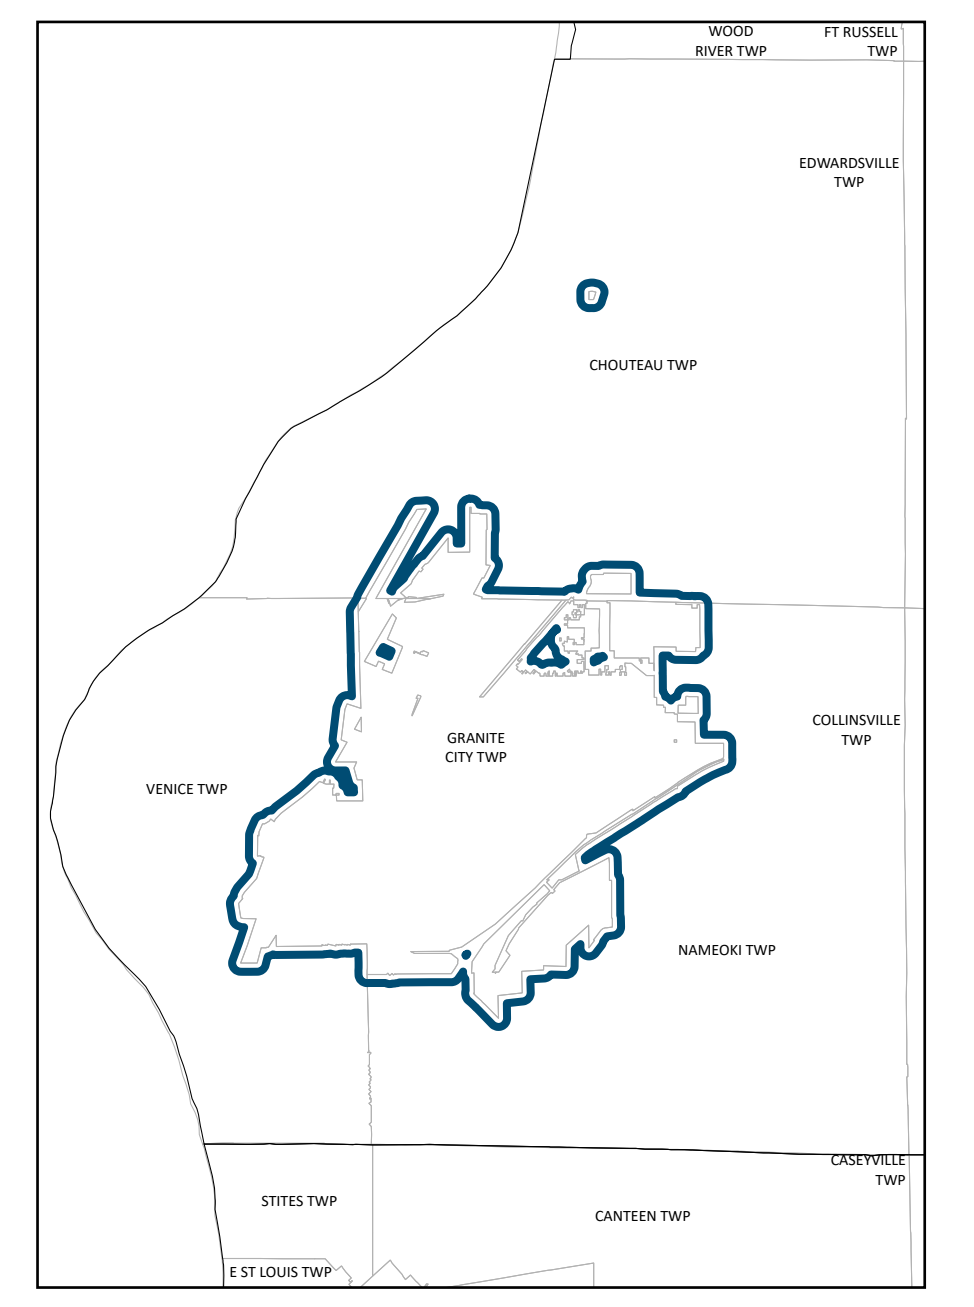 WOOD
RIVER TWP
FT RUSSELL
TWP
EDWARDSVILLE
TWP
CHOUTEAU TWP
GRANITE
CITY TWP
COLLINSVILLE
TWP
VENICE TWP
NAMEOKI TWP
CASEYVILLE
TWP
STITES TWP
CANTEEN TWP
E ST LOUIS TWP